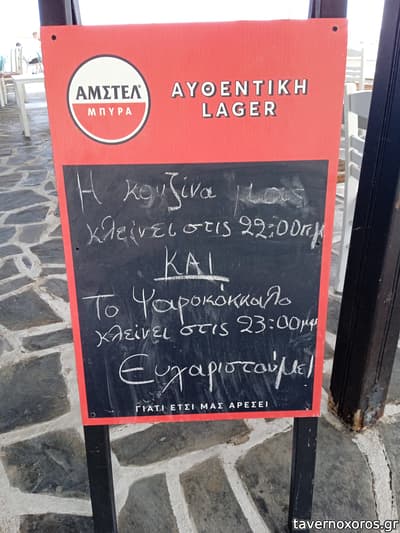 ΑΜΣΤΕΛ
ΜΠΥΡΑ
ΑΥΘΕΝΤΙΚΗ
LAGER
Η κουζίνα μας
κλείνει στις 22:00μμ
ΚΑΙ
Το Ψαροκόκκαλο
κλείνει στις 23:00μμ
Ευχαριστούμε!
ΓΙΑΤΙ ΕΤΣΙ ΜΑΣ ΑΡΕΣΕΙ
tavernoxoros.gr